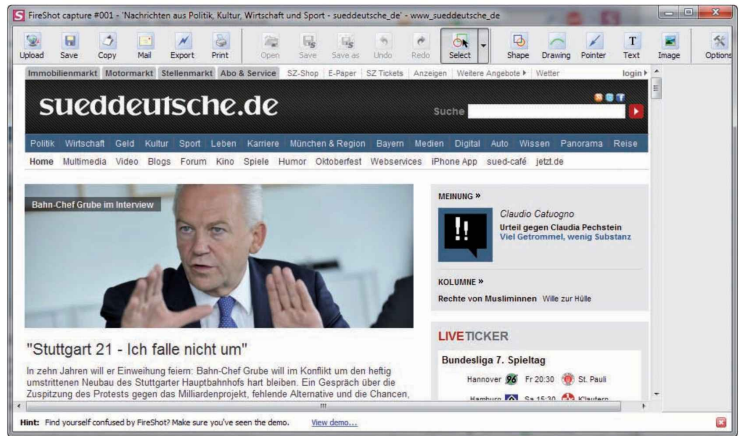 FireShot capture #001 - 'Nachrichten aus Politik, Kultur, Wirtschaft und Sport - sueddeutsche_de' - www_sueddeutsche_de
Upload Save Copy Mail Export Print Open Save Save as Undo Redo Select Shape Drawing Pointer Text Image Options
Immobilienmarkt Motormarkt Stellenmarkt Abo & Service SZ-Shop E-Paper SZ Tickets Anzeigen Weitere Angebote Wetter login
sueddeutsche.de
Suche
Politik Wirtschaft Geld Kultur Sport Leben Karriere München & Region Bayern Medien Digital Auto Wissen Panorama Reise
Home Multimedia Video Blogs Forum Kino Spiele Humor Oktoberfest Webservices iPhone App sued-café jetzt.de
Bahn-Chef Grube im Interview
"Stuttgart 21 - Ich falle nicht um"
In zehn Jahren will er Einweihung feiern: Bahn-Chef Grube will im Konflikt um den heftig
umstrittenen Neubau des Stuttgarter Hauptbahnhofs hart bleiben. Ein Gespräch über die
Zuspitzung des Protests gegen das Milliardenprojekt, fehlende Alternative und die Chancen,
MEINUNG »
!!
Claudio Catuogno
Urteil gegen Claudia Pechstein
Viel Getrommel, wenig Substanz
KOLUMNE »
Rechte von Musliminnen Wille zur Hülle
LIVETICKER
Bundesliga 7. Spieltag
Hannover 96 Fr 20:30 St. Pauli
Hamburg Sa 15:30 Klautern
Hint: Find yourself confused by FireShot? Make sure you've seen the demo. View demo...